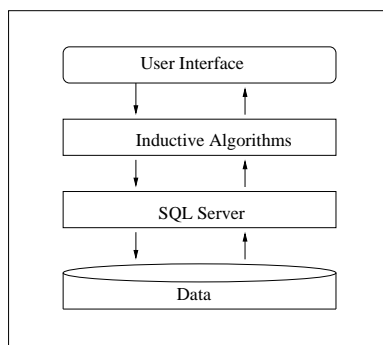 User Interface
Inductive Algorithms
SQL Server
Data